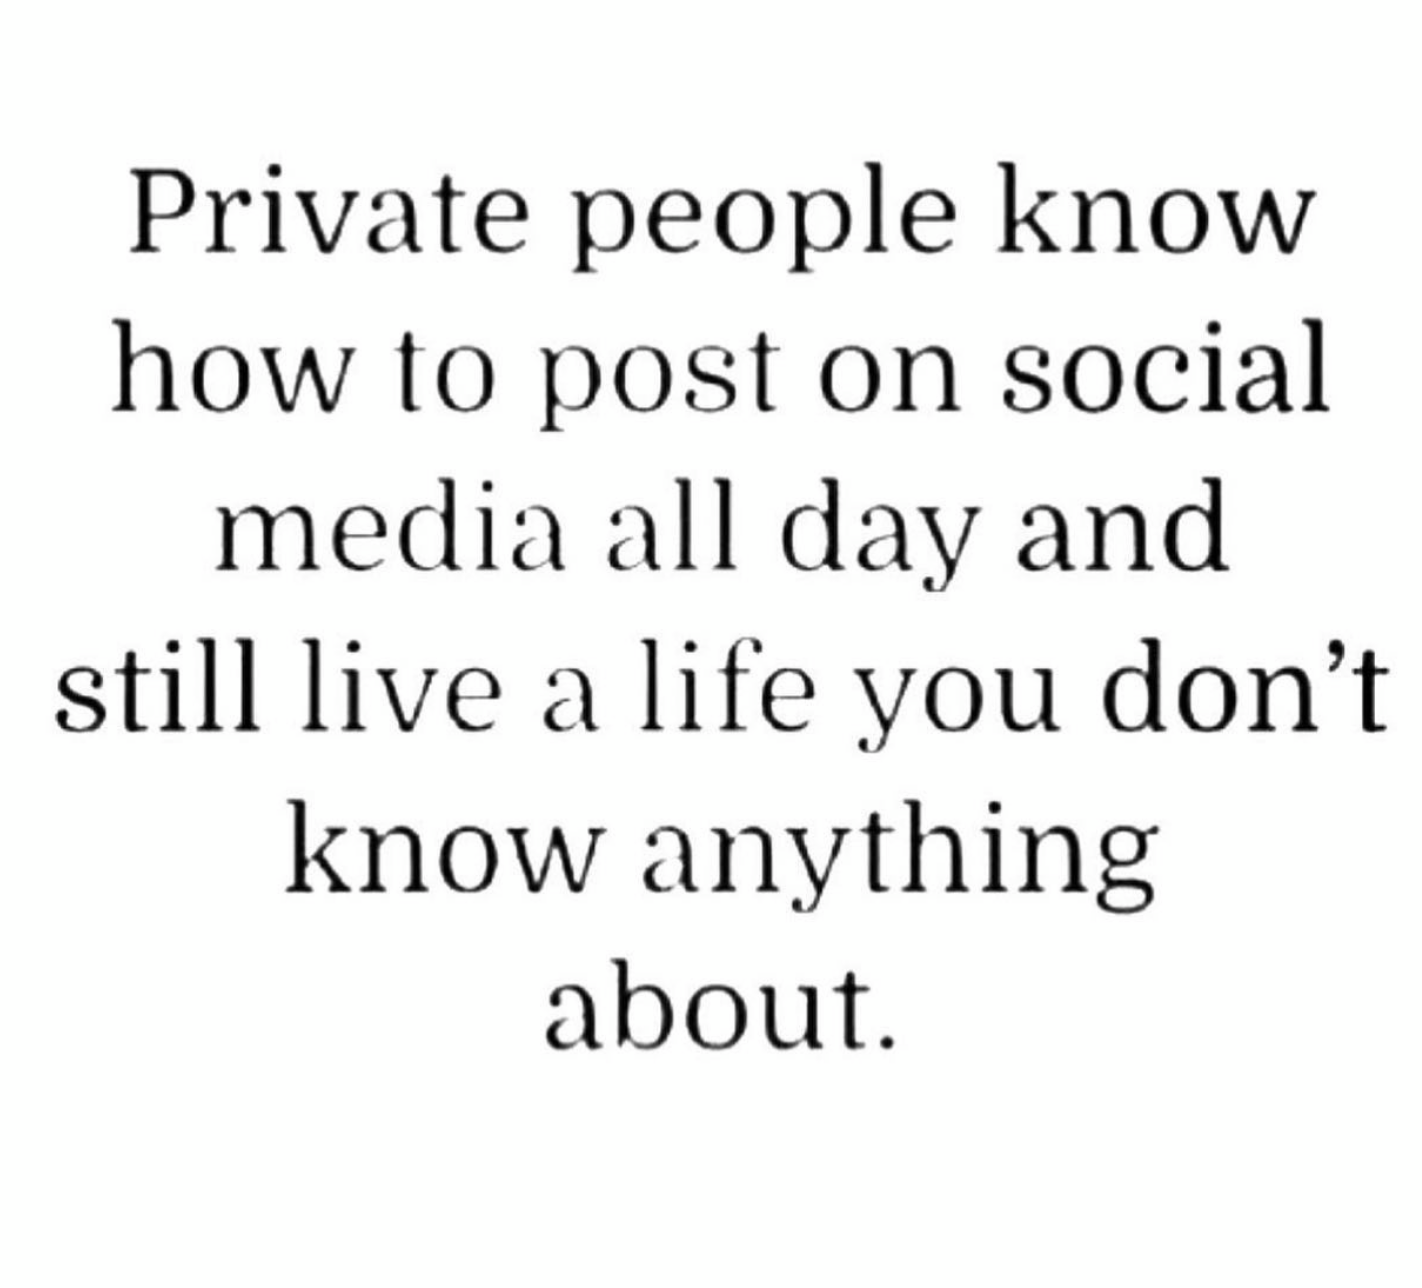 Private people know
how to post on social
media all day and
still live a life you don’t
know anything
about.